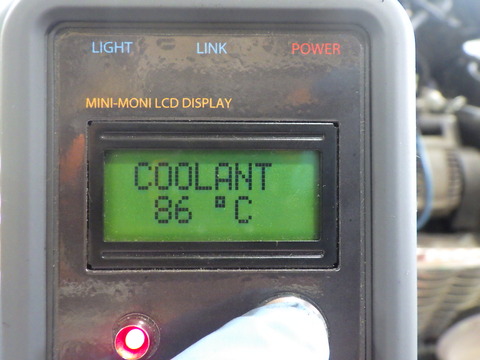 LIGHT LINK POWER
MINI-MONI LCD DISPLAY
COOLANT
86 °C